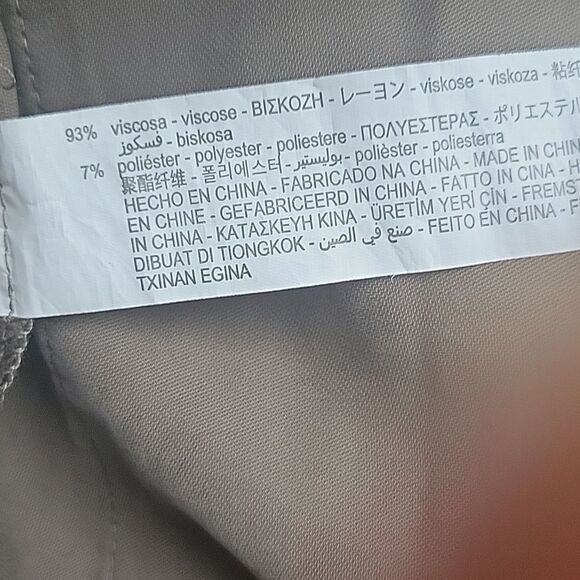 93% viscosa - viscose - ΒΙΣΚΟΖΗ - レーヨン - viskose - viskoza - 粘纤
فسكوز - biskosa
7% poliéster - polyester - poliestere - ΠΟΛΥΕΣΤΕΡΑΣ - ポリエステル
聚酯纤维 - 폴리에스터 - بوليستير - polièster - poliesterra
HECHO EN CHINA - FABRICADO NA CHINA - MADE IN CHIN
EN CHINE - GEFABRICEERD IN CHINA - FATTO IN CINA - H
IN CHINA - ΚΑΤΑΣΚΕΥΗ ΚΙΝΑ - ÜRETİM YERİ ÇİN - FREMST
DIBUAT DI TIONGKOK - صنع في الصين - FEITO EN CHINA - F
TXINAN EGINA